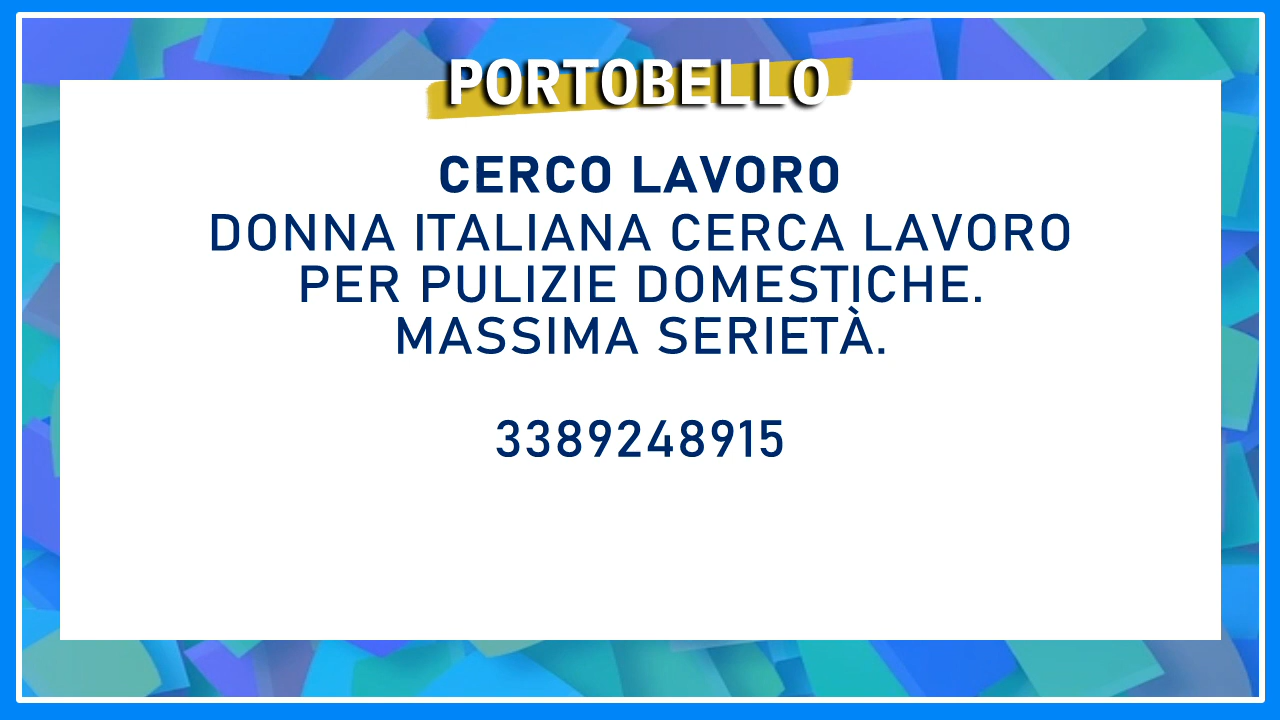 PORTOBELLO
CERCO LAVORO
DONNA ITALIANA CERCA LAVORO
PER PULIZIE DOMESTICHE.
MASSIMA SERIETÀ.
3389248915